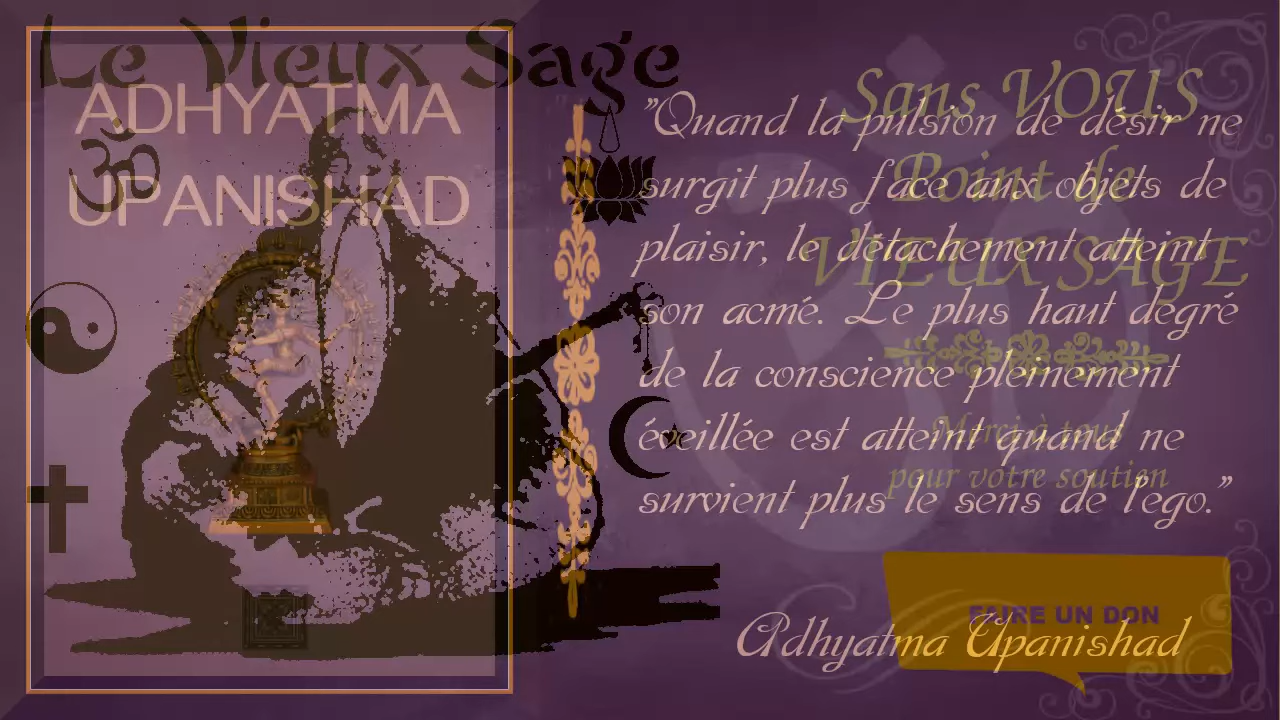 Le Vieux Sage
ADHYATMA
UPANISHAD
ॐ
"Quand la pulsion de désir ne
surgit plus face aux objets de
plaisir, le détachement atteint
son acmé. Le plus haut degré
de la conscience pleinement
éveillée est atteint quand ne
survient plus le sens de l'ego."
Adhyatma Upanishad
Sans VOUS
Point de
VIEUX SAGE
Merci à tous
pour votre soutien
FAIRE UN DON